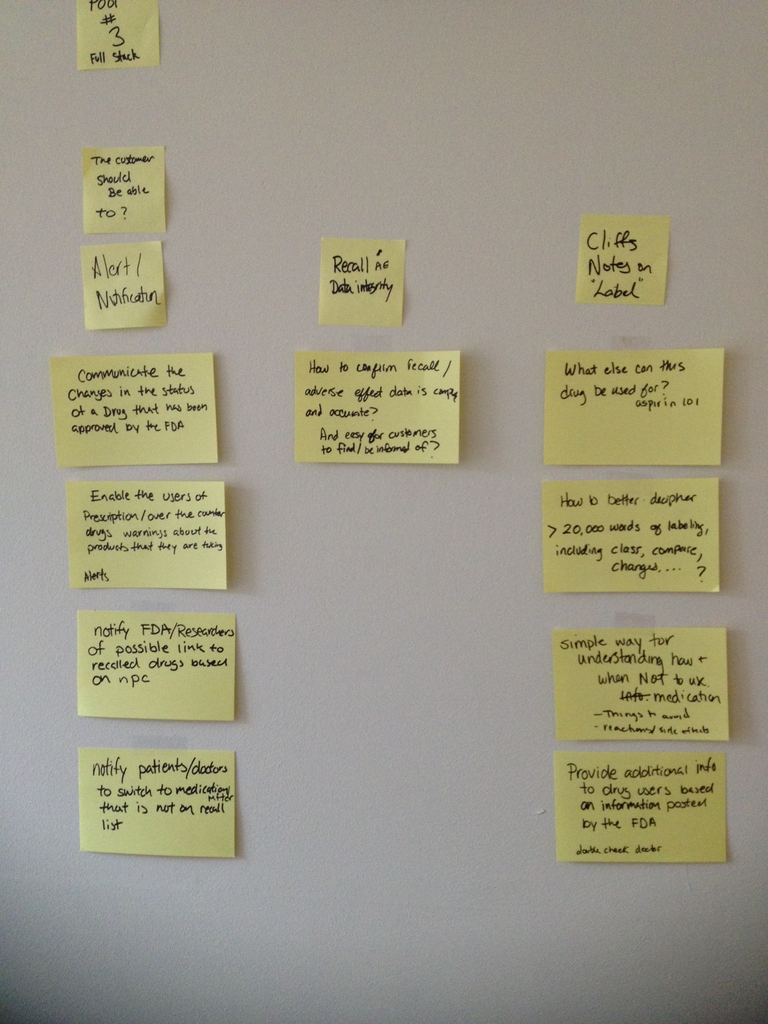 POOL
#
3
Full Stack
The customer
Should
Be able
to?
Alert/
Notification
Communicate the
Changes in the status
of a Drug that has been
approved by the FDA
Enable the users of
Prescription/over the counter
drugs warnings about the
products that they are taking
Alerts
notify FDA/Researchers
of possible link to
recalled drugs based
on npc
notify patients/doctors
to switch to medication/
Mfter
that is not on recall
list
Recall AE
Data integrity
How to confirm recall/
adverse effect data is
and accurate?
And easy for customers
to find/be informed of?
Cliffs
Notes on
"Label"
What else can this
drug be used for?
aspirin 101
How to better decipher
> 20,000 words of labeling,
including class, compare,
changes,... ?
simple way for
understanding how +
when NOT to use
info. medication
- Things to avoid
- reactions/side effects
Provide additional info
to drug users based
on information posted
by the FDA
double check doctor